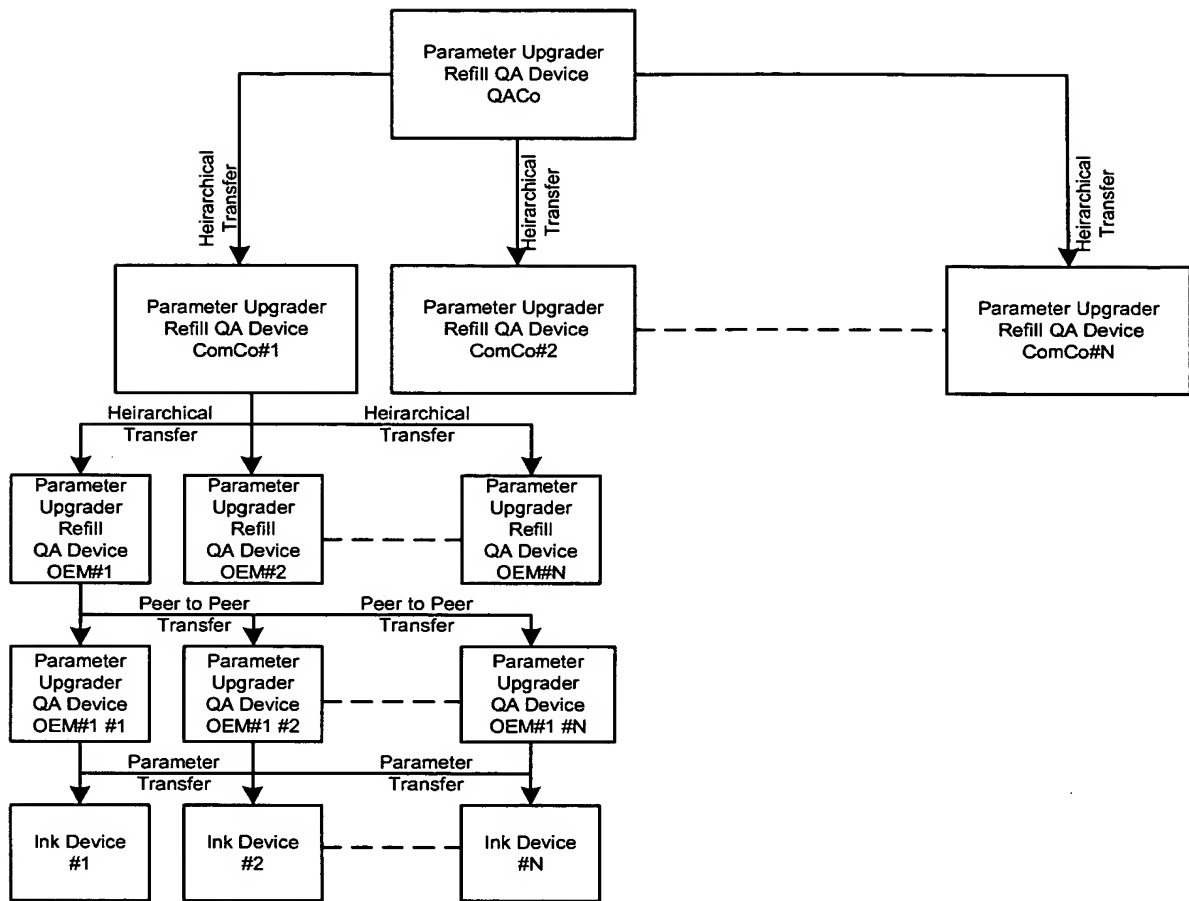 Parameter Upgrader
Refill QA Device
QACo
Heirarchical
Transfer
Heirarchical
Transfer
Heirarchical
Transfer
Parameter Upgrader
Refill QA Device
ComCo#1
Parameter Upgrader
Refill QA Device
ComCo#2
Parameter Upgrader
Refill QA Device
ComCo#N
Heirarchical
Transfer
Heirarchical
Transfer
Parameter
Upgrader
Refill
QA Device
OEM#1
Parameter
Upgrader
Refill
QA Device
OEM#2
Parameter
Upgrader
Refill
QA Device
OEM#N
Peer to Peer
Transfer
Peer to Peer
Transfer
Parameter
Upgrader
QA Device
OEM#1 #1
Parameter
Upgrader
QA Device
OEM#1 #2
Parameter
Upgrader
QA Device
OEM#1 #N
Parameter
Transfer
Parameter
Transfer
Ink Device
#1
Ink Device
#2
Ink Device
#N